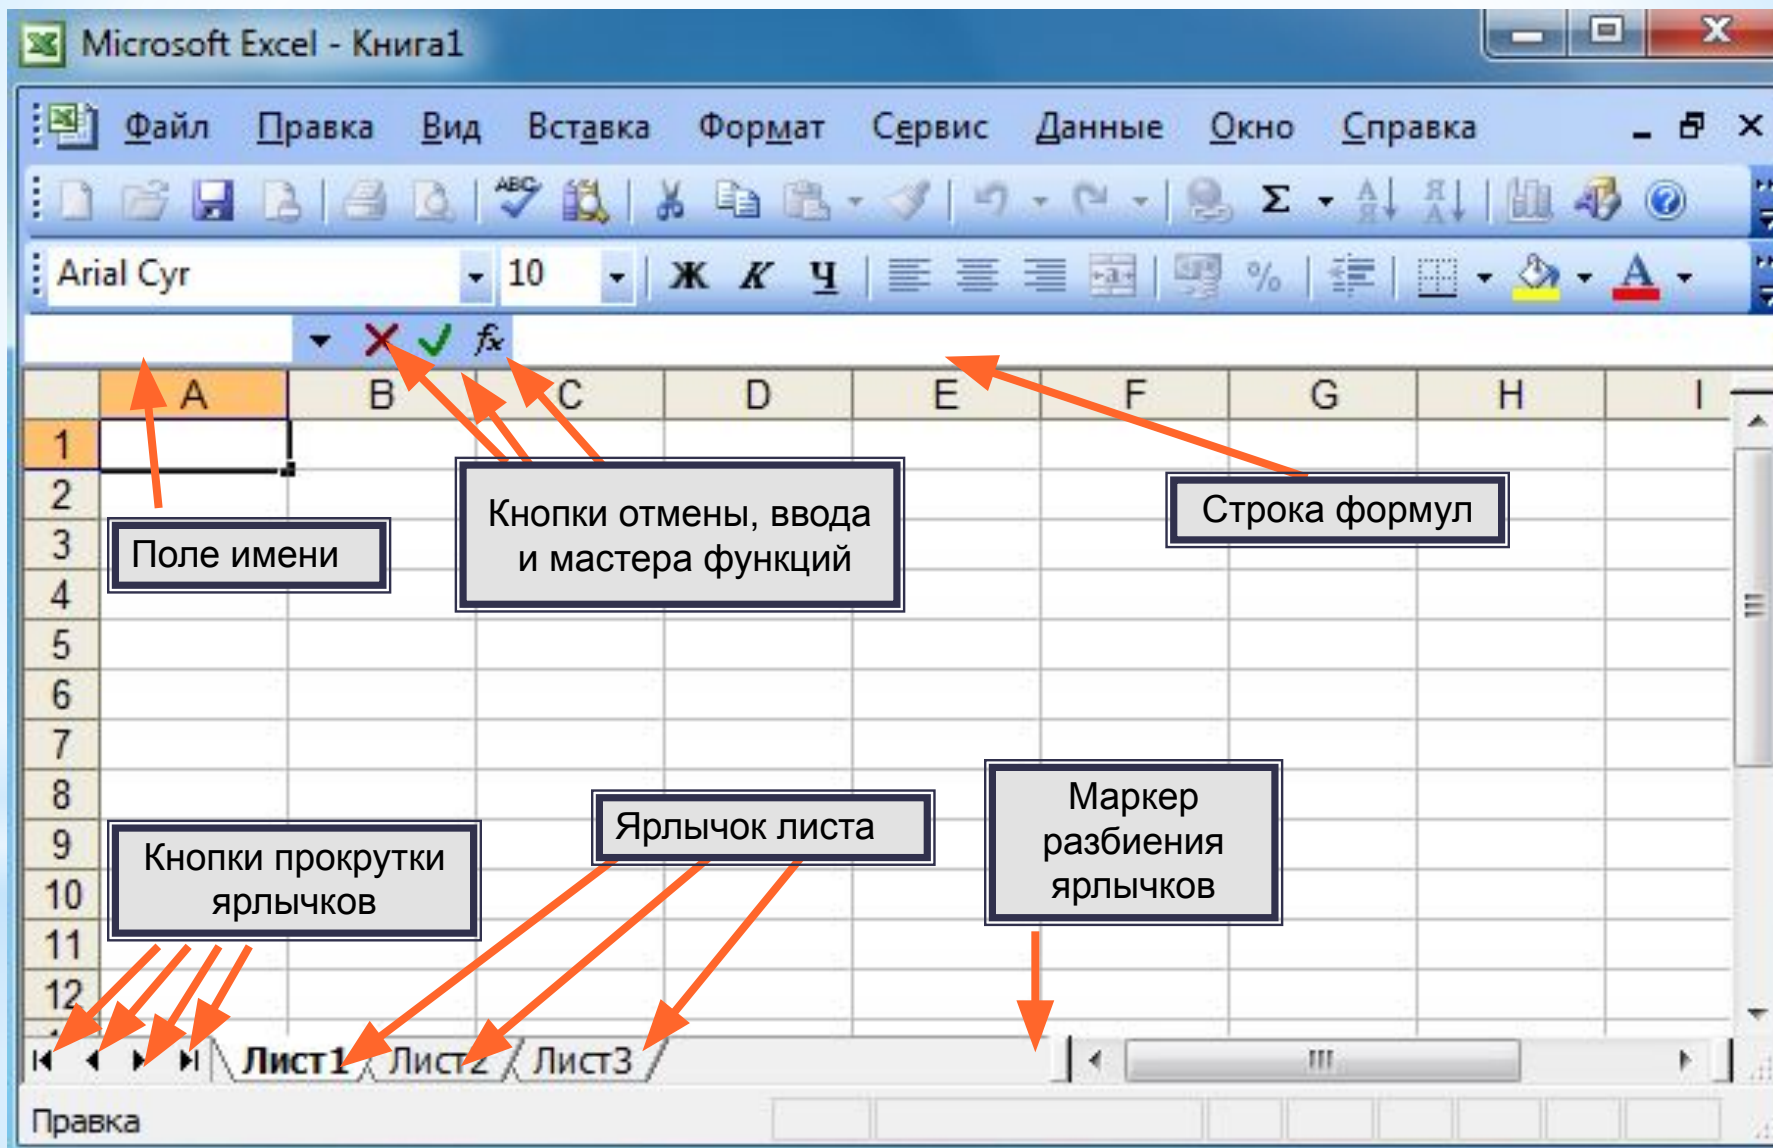 Microsoft Excel - Книга1
Файл Правка Вид Вставка Формат Сервис Данные Окно Справка
ABC Σ А Я Я А
Arial Cyr 10 Ж К Ч а % А
fx
A B C D E F G H I
1
2
3
4
5
6
7
8
9
10
11
12
Поле имени
Кнопки отмены, ввода
и мастера функций
Строка формул
Ярлычок листа
Маркер
разбиения
ярлычков
Кнопки прокрутки
ярлычков
Лист1 Лист2 Лист3
Правка